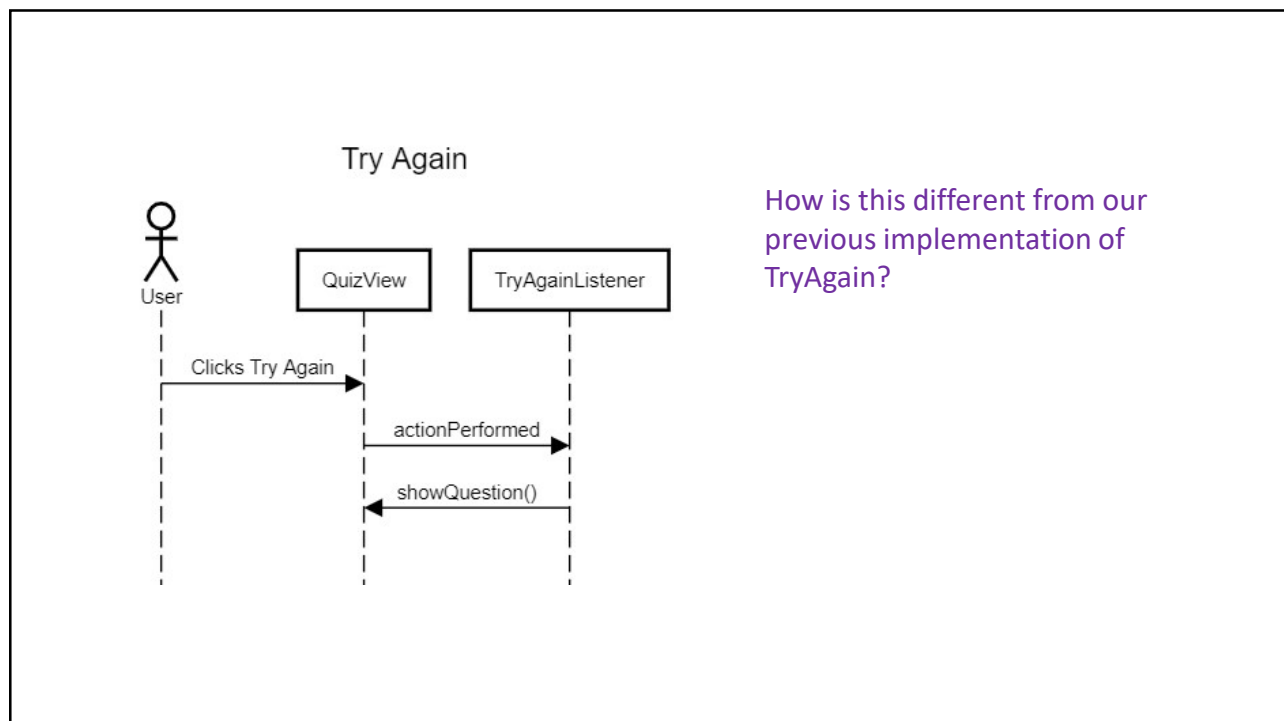 Try Again
How is this different from our
previous implementation of
TryAgain?
User
QuizView
TryAgainListener
Clicks Try Again
actionPerformed
showQuestion()